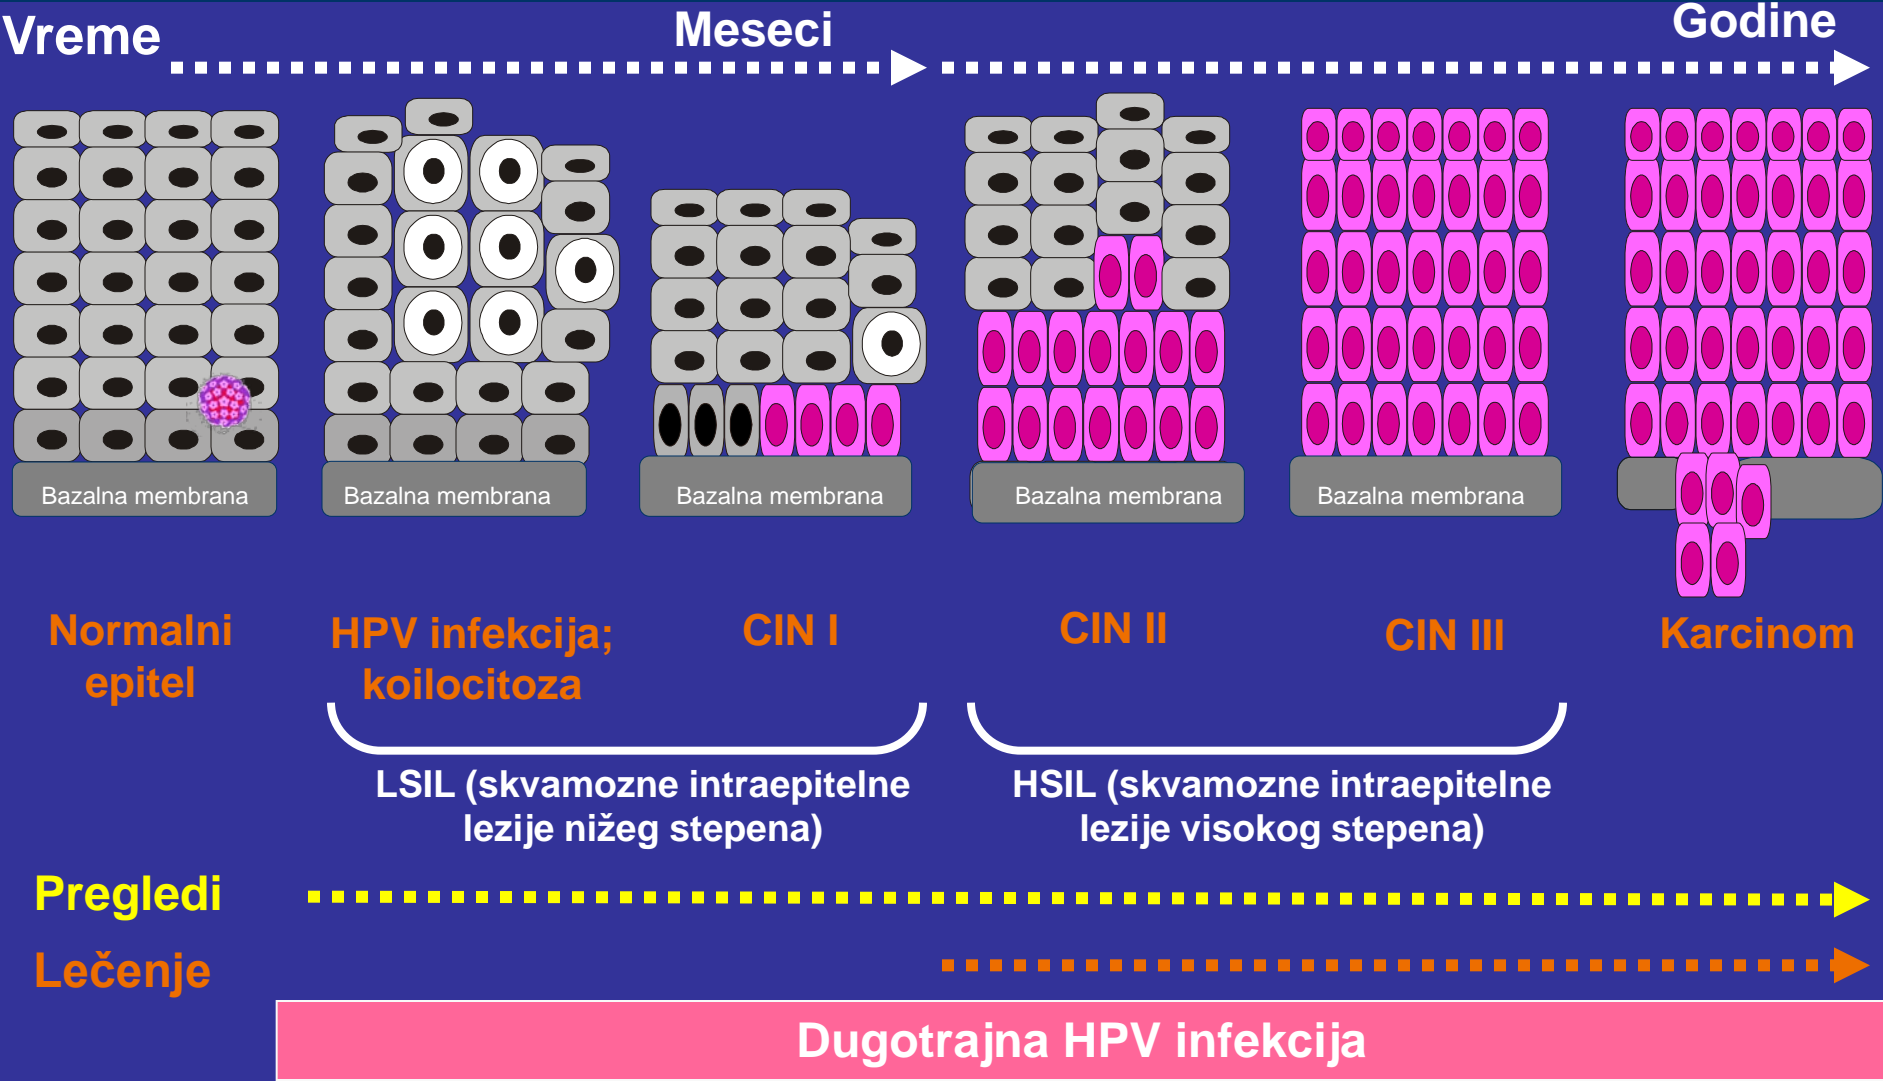 Vreme
Meseci
Godine
Bazalna membrana
Bazalna membrana
Bazalna membrana
Bazalna membrana
Bazalna membrana
Normalni
epitel
HPV infekcija;
koilocitoza
CIN I
CIN II
CIN III
Karcinom
LSIL (skvamozne intraepitelne
lezije nižeg stepena)
HSIL (skvamozne intraepitelne
lezije visokog stepena)
Pregledi
Lečenje
Dugotrajna HPV infekcija